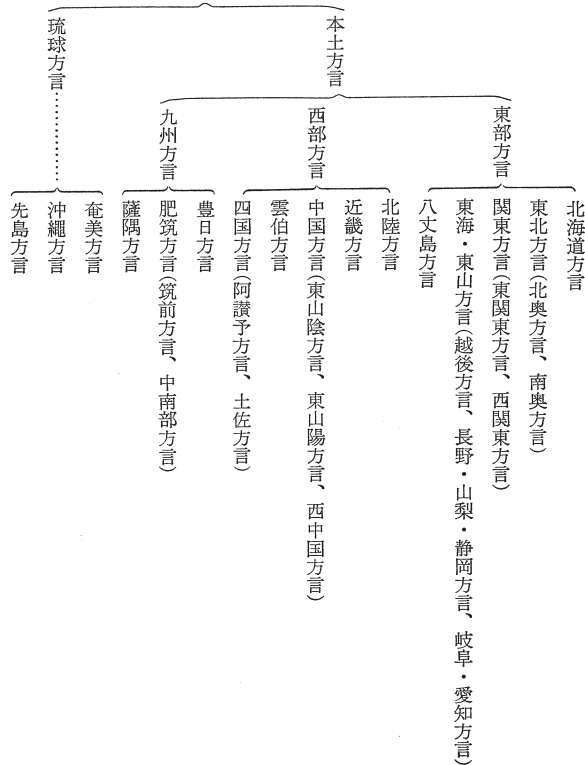 本土方言
東部方言
北海道方言
東北方言(北奥方言、南奥方言)
関東方言(東関東方言、西関東方言)
東海・東山方言(越後方言、長野・山梨・静岡方言、岐阜・愛知方言)
八丈島方言
西部方言
北陸方言
近畿方言
中国方言(東山陰方言、東山陽方言、西中国方言)
雲伯方言
四国方言(阿讃予方言、土佐方言)
九州方言
豊日方言
肥筑方言(筑前方言、中南部方言)
薩隅方言
琉球方言…………
奄美方言
沖縄方言
先島方言